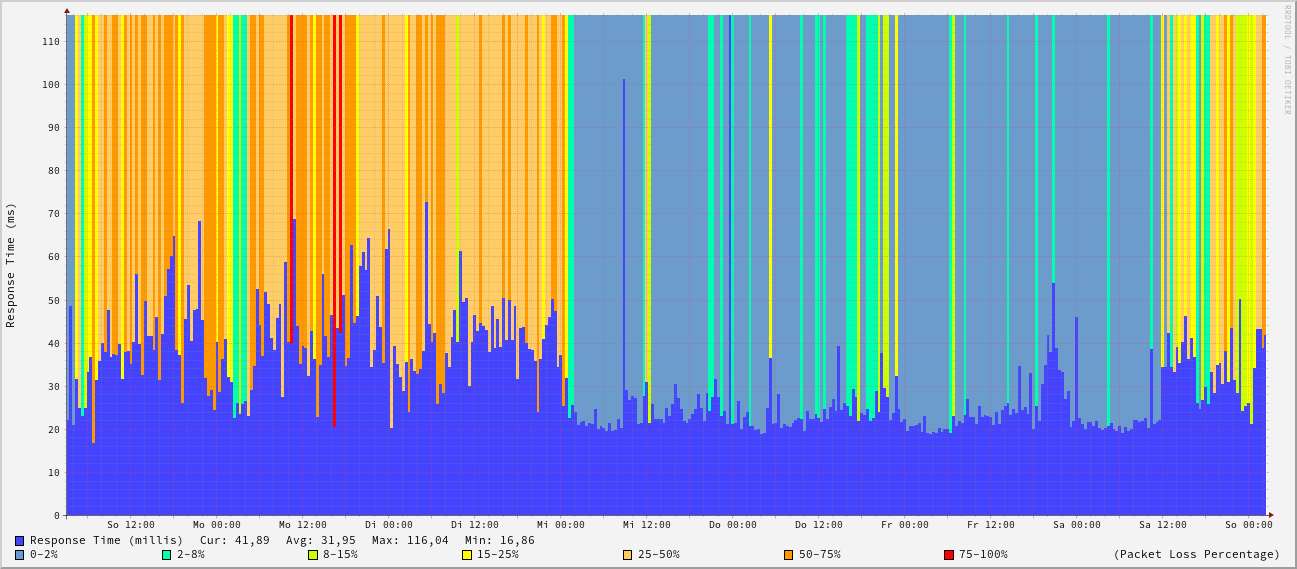 RRDTOOL / TOBI OETIKER
Response Time (ms)
110
100
90
80
70
60
50
40
30
20
10
0
So 12:00 Mo 00:00 Mo 12:00 Di 00:00 Di 12:00 Mi 00:00 Mi 12:00 Do 00:00 Do 12:00 Fr 00:00 Fr 12:00 Sa 00:00 Sa 12:00 So 00:00
Response Time (millis) Cur: 41,89 Avg: 31,95 Max: 116,04 Min: 16,86
0-2% 2-8% 8-15% 15-25% 25-50% 50-75% 75-100% (Packet Loss Percentage)